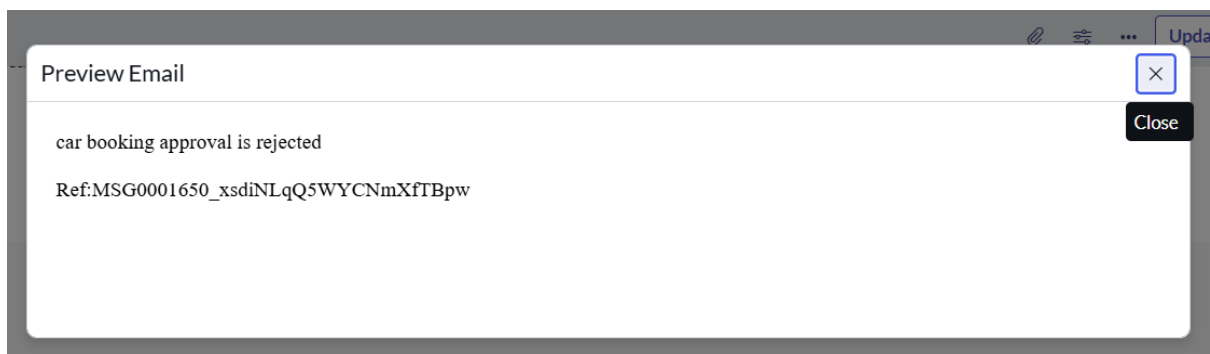 Upda
Preview Email
Close
car booking approval is rejected
Ref:MSG0001650_xsdiNLqQ5WYCNmXfTBpw